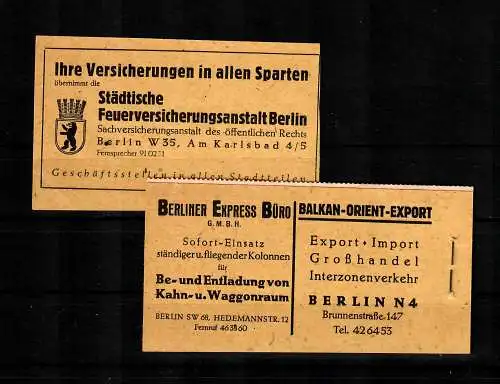 Ihre Versicherungen in allen Sparten
übernimmt die
Städtische
Feuerversicherungsanstalt Berlin
Sachversicherungsanstalt des öffentlichen Rechts
Berlin W 35, Am Karlsbad 4/5
Fernsprecher
Geschäftsstellen in allen Stadtteilen
BERLINER EXPRESS BÜRO
G.M.B.H.
Sofort-Einsatz
ständiger u. fliegender Kolonnen
für
Be- und Entladung von
Kahn- u. Waggonraum
BERLIN SW 68, HEDEMANNSTR. 12
Fernruf 463360
BALKAN-ORIENT-EXPORT
Export + Import
Großhandel
Interzonenverkehr
BERLIN N4
Brunnenstraße 147
Tel. 426453